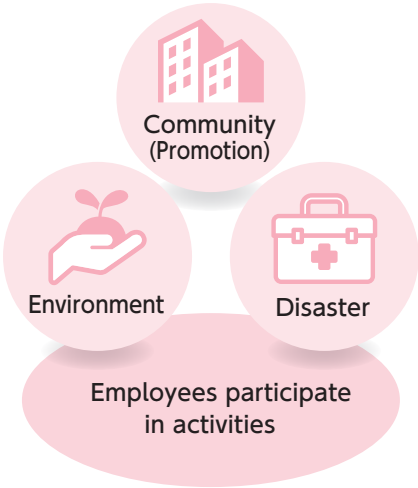 Community
(Promotion)
Environment
Disaster
Employees participate
in activities